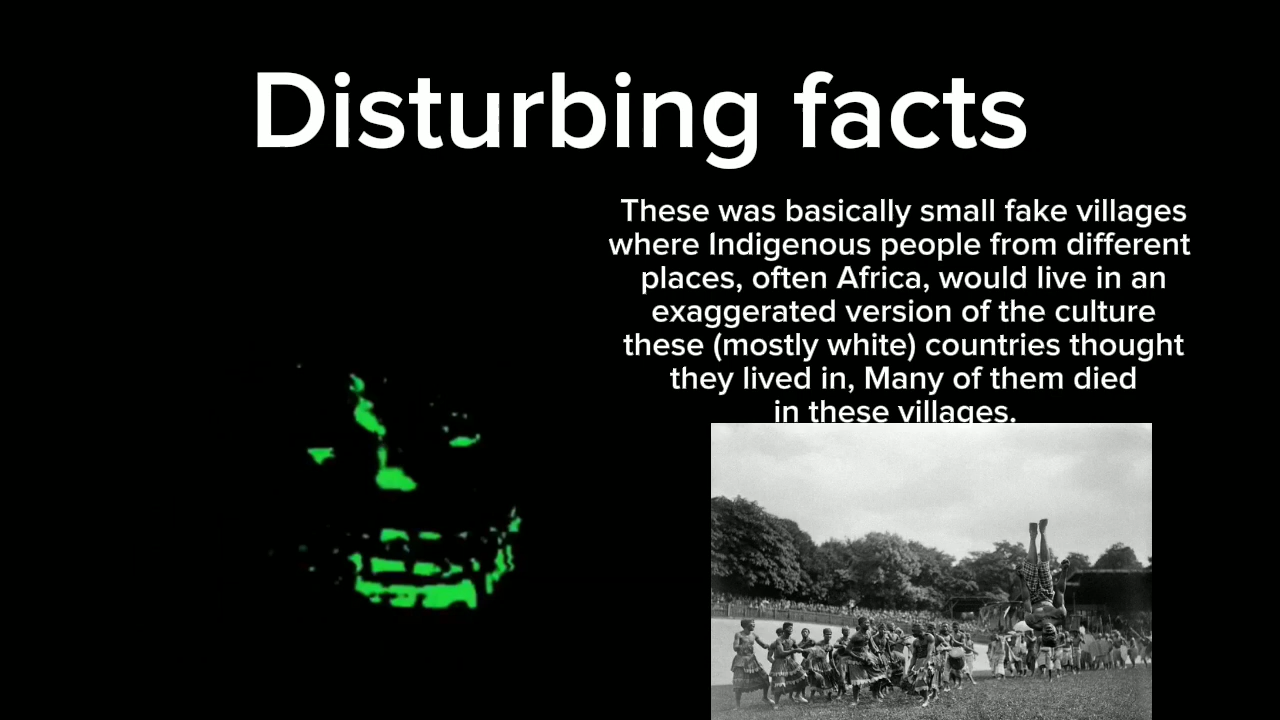 Disturbing facts
These was basically small fake villages
where Indigenous people from different
places, often Africa, would live in an
exaggerated version of the culture
these (mostly white) countries thought
they lived in, Many of them died
in these villages.